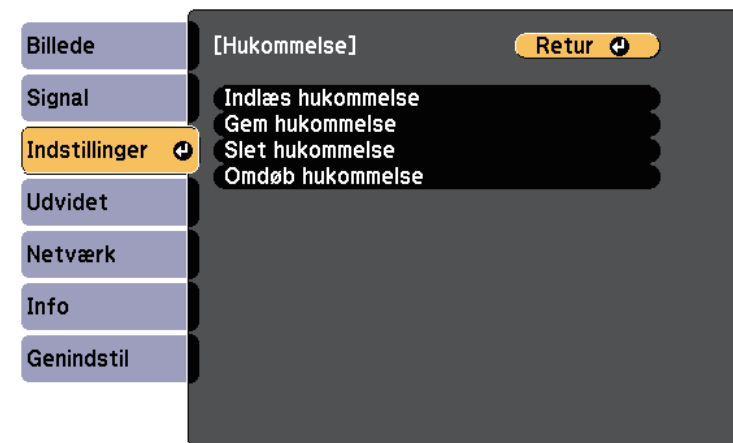 Billede
Signal
Indstillinger
Udvidet
Netværk
Info
Genindstil
[Hukommelse]
Retur
Indlæs hukommelse
Gem hukommelse
Slet hukommelse
Omdøb hukommelse